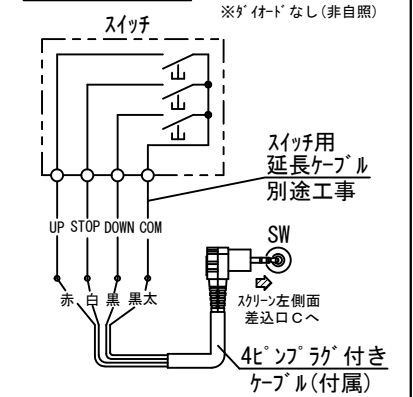 ※ﾀﾞｲｵｰﾄﾞなし(非自照)
スイッチ
スイッチ用
延長ケーブル
別途工事
UP STOP DOWN COM
SW
赤 白 黒 黒太
スクリーン左側面
差込口Cへ
4ピンプラグ付き
ケーブル(付属)